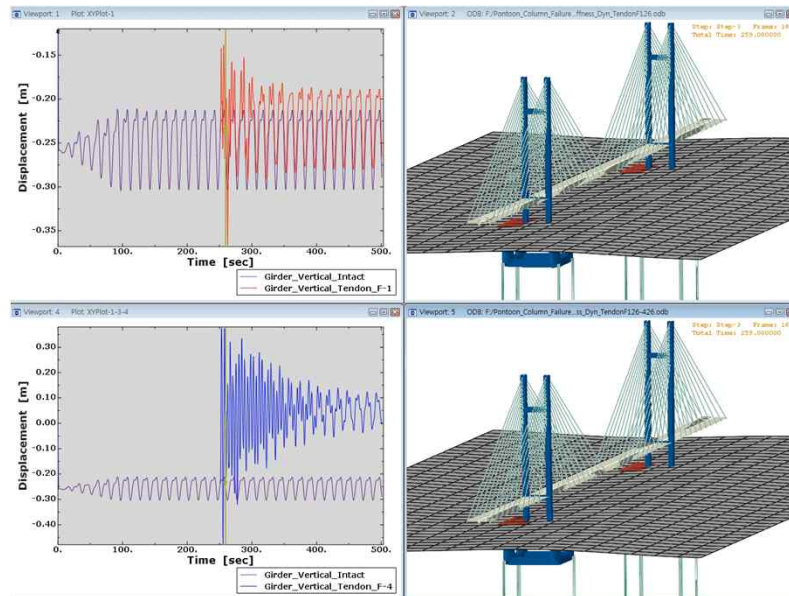 Viewport: 1 Plot: XYPlot-1
-0.15
-0.20
-0.25
-0.30
-0.35
Displacement [m]
0. 100. 200. 300. 400. 500.
Time [sec]
Girder_Vertical_Intact
Girder_Vertical_Tendon_F-1
Viewport: 2 ODB: F:/Pontoon_Column_Failure...ffness_Dyn_TendonF126.odb
Step: Step-3 Frame: 16
Total Time: 259.000000
Viewport: 4 Plot: XYPlot-1-3-4
0.30
0.20
0.10
0.00
-0.10
-0.20
-0.30
-0.40
Displacement [m]
0. 100. 200. 300. 400. 500.
Time [sec]
Girder_Vertical_Intact
Girder_Vertical_Tendon_F-4
Viewport: 5 ODB: F:/Pontoon_Column_Failure...ss_Dyn_TendonF126-426.odb
Step: Step-3 Frame: 16
Total Time: 259.000000